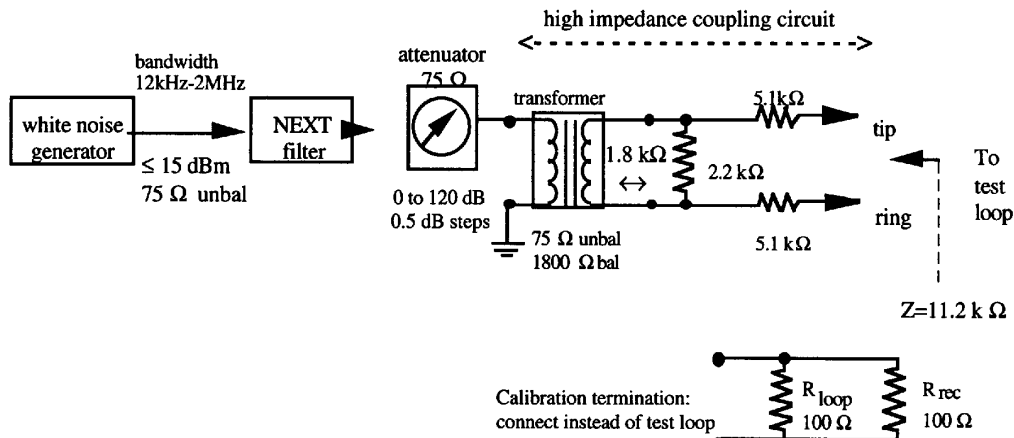 high impedance coupling circuit
bandwidth
12kHz-2MHz
attenuator
75 Ω
white noise
generator
≤ 15 dBm
75 Ω unbal
NEXT
filter
0 to 120 dB
0.5 dB steps
transformer
1.8 kΩ
↔
75 Ω unbal
1800 Ω bal
2.2 kΩ
5.1kΩ
5.1 kΩ
tip
ring
To
test
loop
Z=11.2 k Ω
Calibration termination:
connect instead of test loop
R loop
100 Ω
R rec
100 Ω